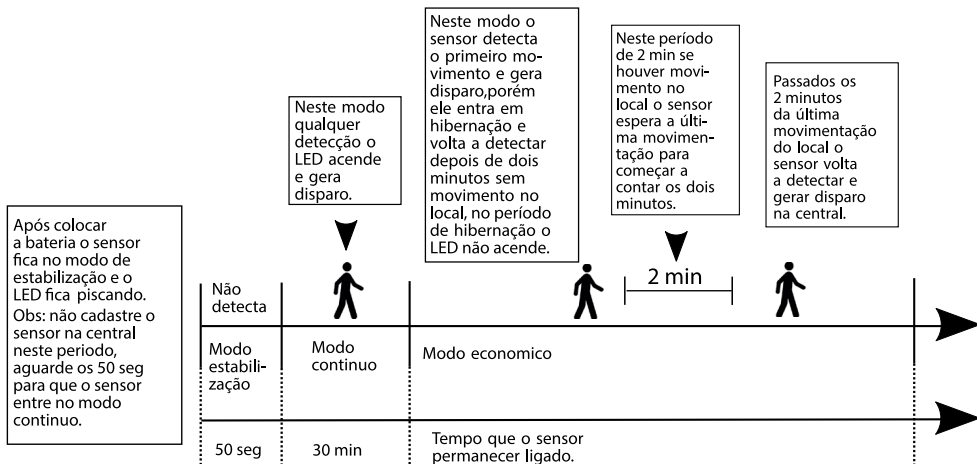 Após colocar
a bateria o sensor
fica no modo de
estabilização e o
LED fica piscando.
Obs: não cadastre o
sensor na central
neste periodo,
aguarde os 50 seg
para que o sensor
entre no modo
continuo.
Neste modo
qualquer
detecção o
LED acende
e gera
disparo.
Neste modo o
sensor detecta
o primeiro mo-
vimento e gera
disparo,porém
ele entra em
hibernação e
volta a detectar
depois de dois
minutos sem
movimento no
local, no período
de hibernação o
LED não acende.
Neste período
de 2 min se
houver movi-
mento no
local o sensor
espera a últi-
ma movimen-
tação para
começar a
contar os dois
minutos.
Passados os
2 minutos
da última
movimentação
do local o
sensor volta
a detectar e
gerar disparo
na central.
Não
detecta
2 min
Modo
estabili-
zação
Modo
continuo
Modo economico
50 seg
30 min
Tempo que o sensor
permanecer ligado.